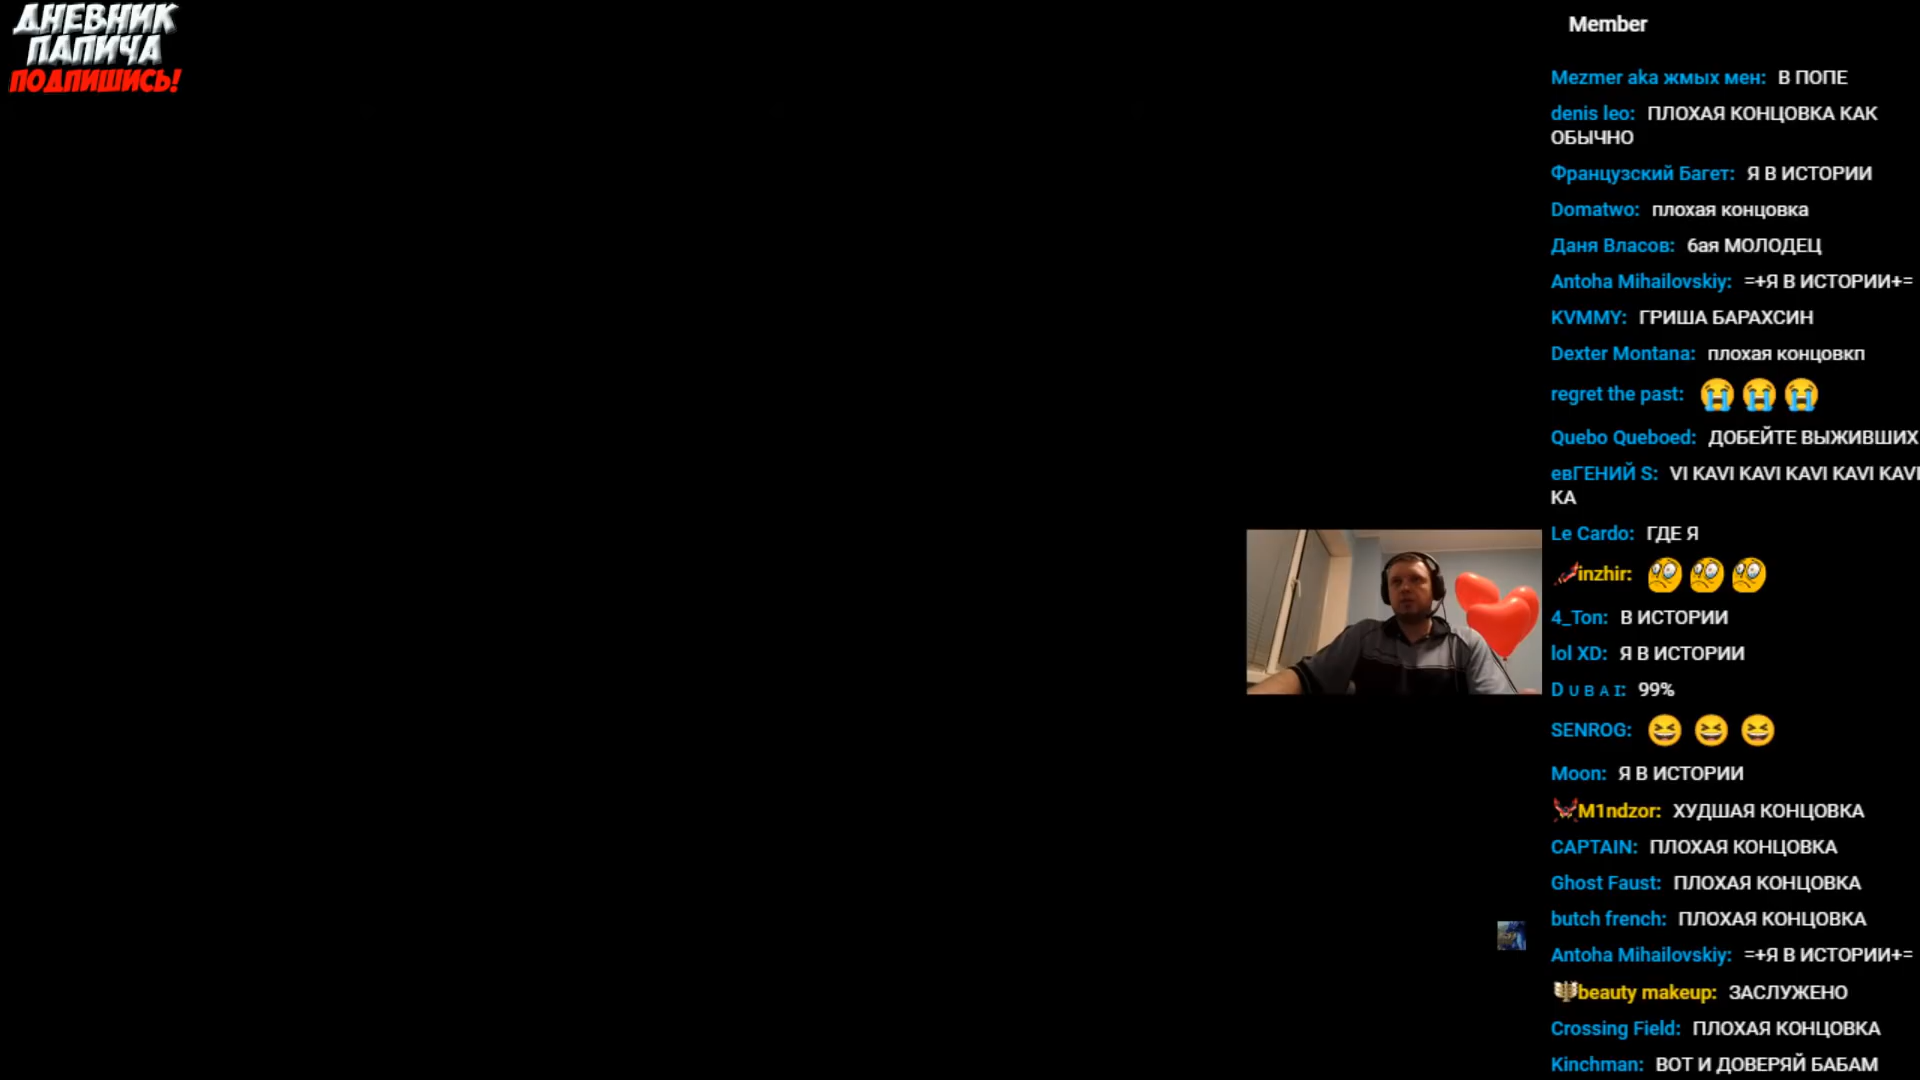 ДНЕВНИК
ПАПИЧА
ПОДПИШИСЬ!
Member
Mezmer aka жмых мен: В ПОПЕ
denis leo: ПЛОХАЯ КОНЦОВКА КАК
ОБЫЧНО
Французский Багет: Я В ИСТОРИИ
Domatwo: плохая концовка
Даня Власов: 6ая МОЛОДЕЦ
Antoha Mihailovskiy: =+Я В ИСТОРИИ+=
KVMMY: ГРИША БАРАХСИН
Dexter Montana: плохая концовкп
regret the past: 😭😭😭
Quebo Queboed: ДОБЕЙТЕ ВЫЖИВШИХ
евГЕНИЙ S: VI KAVI KAVI KAVI KAVI KAVI
KA
Le Cardo: ГДЕ Я
inzhir:
4_Ton: В ИСТОРИИ
lol XD: Я В ИСТОРИИ
D ᴜ ʙ ᴀ ɪ: 99%
SENROG: 😆 😆 😆
Moon: Я В ИСТОРИИ
M1ndzor: ХУДШАЯ КОНЦОВКА
CAPTAIN: ПЛОХАЯ КОНЦОВКА
Ghost Faust: ПЛОХАЯ КОНЦОВКА
butch french: ПЛОХАЯ КОНЦОВКА
Antoha Mihailovskiy: =+Я В ИСТОРИИ+=
beauty makeup: ЗАСЛУЖЕНО
Crossing Field: ПЛОХАЯ КОНЦОВКА
Kinchman: ВОТ И ДОВЕРЯЙ БАБАМ